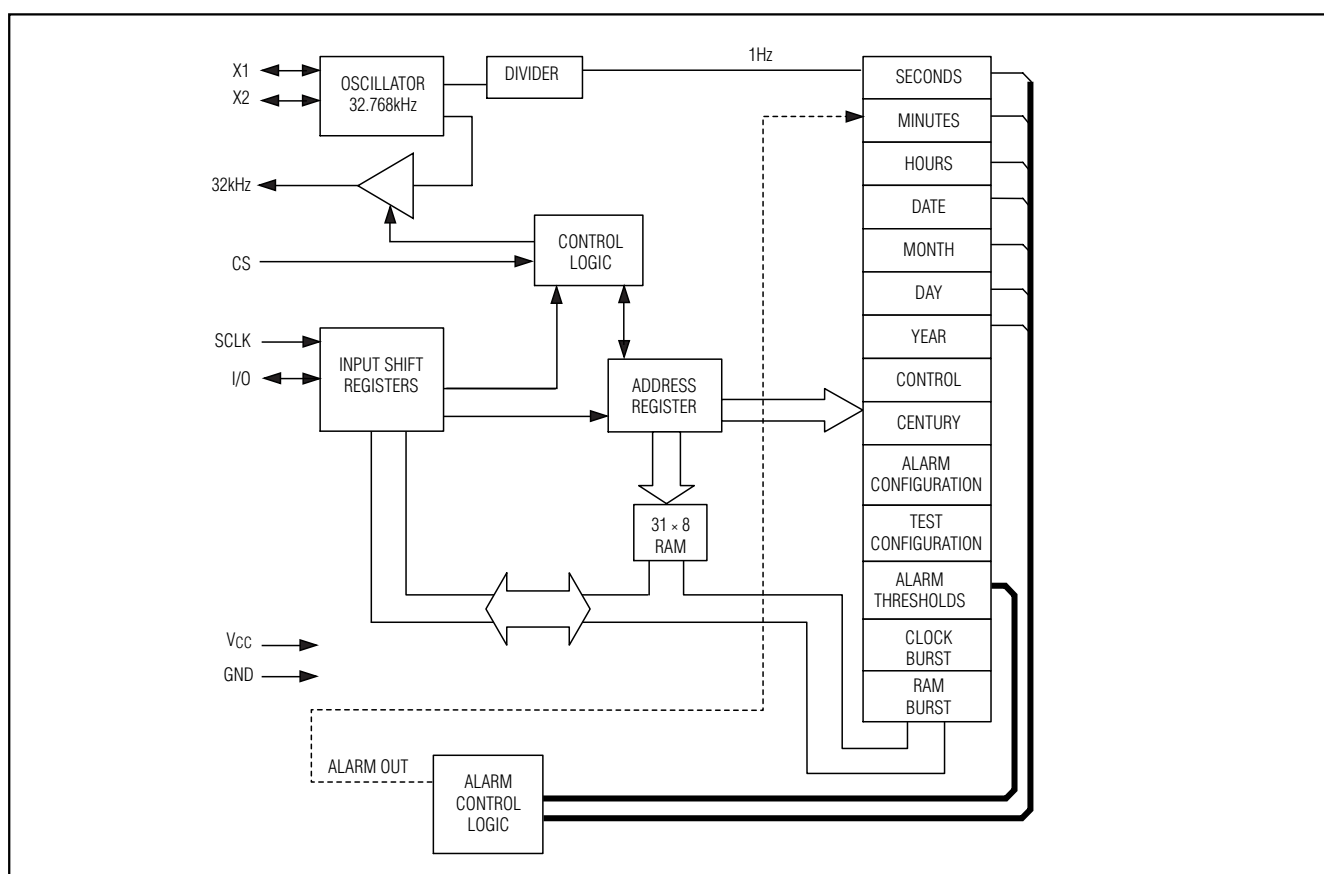 X1
X2
OSCILLATOR
32.768kHz
DIVIDER
1Hz
32kHz
CS
CONTROL
LOGIC
SCLK
I/O
INPUT SHIFT
REGISTERS
ADDRESS
REGISTER
31 × 8
RAM
VCC
GND
SECONDS
MINUTES
HOURS
DATE
MONTH
DAY
YEAR
CONTROL
CENTURY
ALARM
CONFIGURATION
TEST
CONFIGURATION
ALARM
THRESHOLDS
CLOCK
BURST
RAM
BURST
ALARM OUT
ALARM
CONTROL
LOGIC